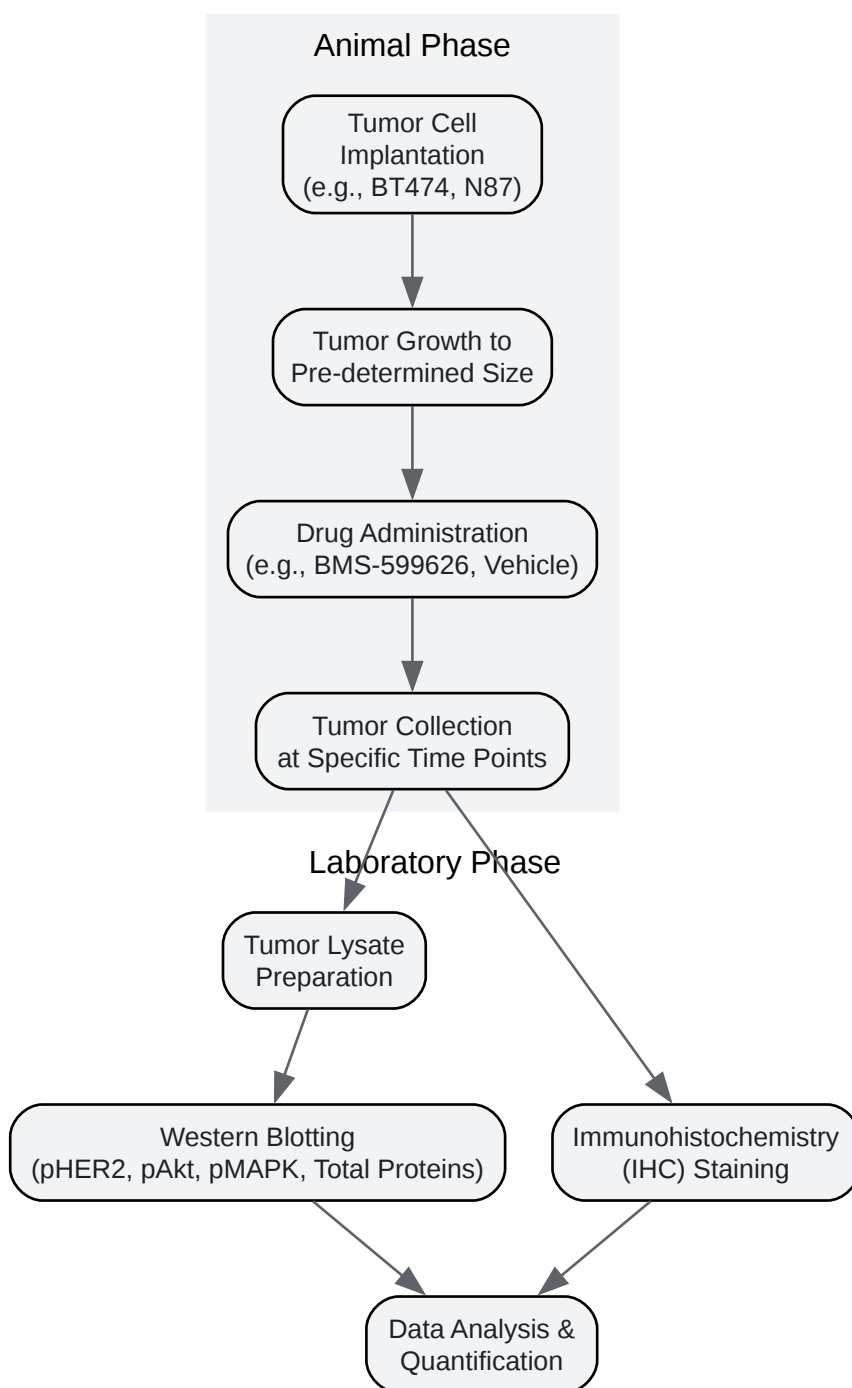 Animal Phase
Tumor Cell
Implantation
(e.g., BT474, N87)
Tumor Growth to
Pre-determined Size
Drug Administration
(e.g., BMS-599626, Vehicle)
Tumor Collection
at Specific Time Points
Laboratory Phase
Tumor Lysate
Preparation
Western Blotting
(pHER2, pAkt, pMAPK, Total Proteins)
Immunohistochemistry
(IHC) Staining
Data Analysis &
Quantification